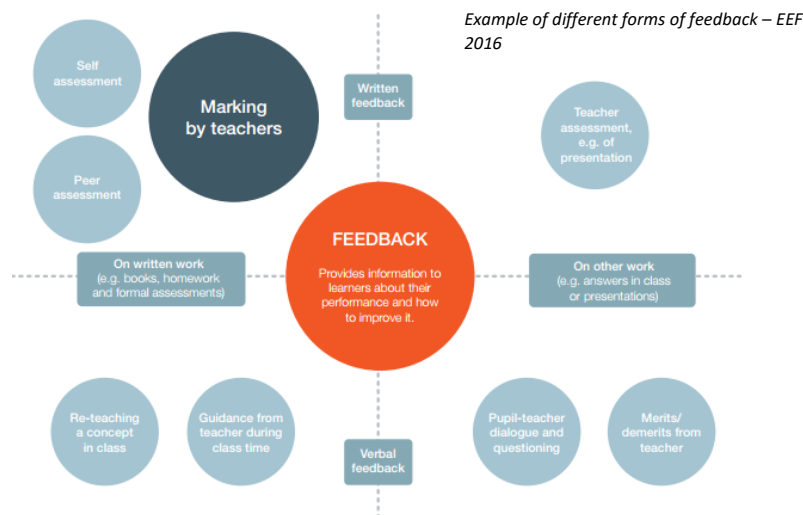 Example of different forms of feedback – EEF
2016
Self
assessment
Marking
by teachers
Written
feedback
Teacher
assessment,
e.g. of
presentation
Peer
assessment
FEEDBACK
Provides information to
learners about their
performance and how
to improve it.
On written work
(e.g. books, homework
and formal assessments)
On other work
(e.g. answers in class
or presentations)
Re-teaching
a concept
in class
Guidance from
teacher during
class time
Verbal
feedback
Pupil-teacher
dialogue and
questioning
Merits/
demerits from
teacher